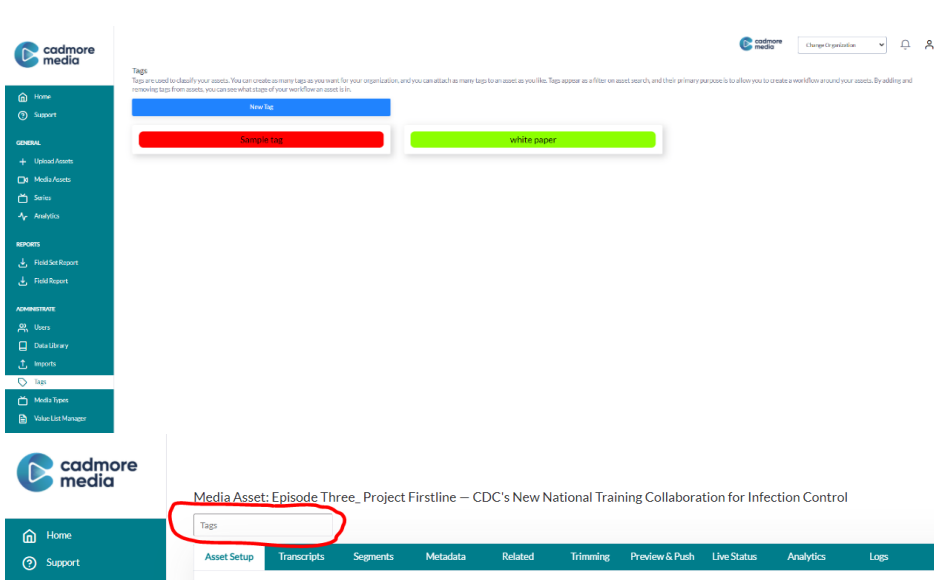 cadmore
media
cadmore
media
Change Organization
Tags
Tags are used to classify your assets. You can create as many tags as you want for your organization, and you can attach as many tags to an asset as you like. Tags appear as a filter on asset search, and their primary purpose is to allow you to create a workflow around your assets. By adding and
removing tags from assets, you can see what stage of your workflow an asset is in.
New Tag
Sample tag
white paper
Home
Support
GENERAL
Upload Assets
Media Assets
Series
Analytics
REPORTS
Field Set Report
Field Report
ADMINISTRATE
Users
Data Library
Imports
Tags
Media Types
Value List Manager
cadmore
media
Home
Support
Media Asset: Episode Three_ Project Firstline — CDC's New National Training Collaboration for Infection Control
Tags
Asset Setup Transcripts Segments Metadata Related Trimming Preview & Push Live Status Analytics Logs